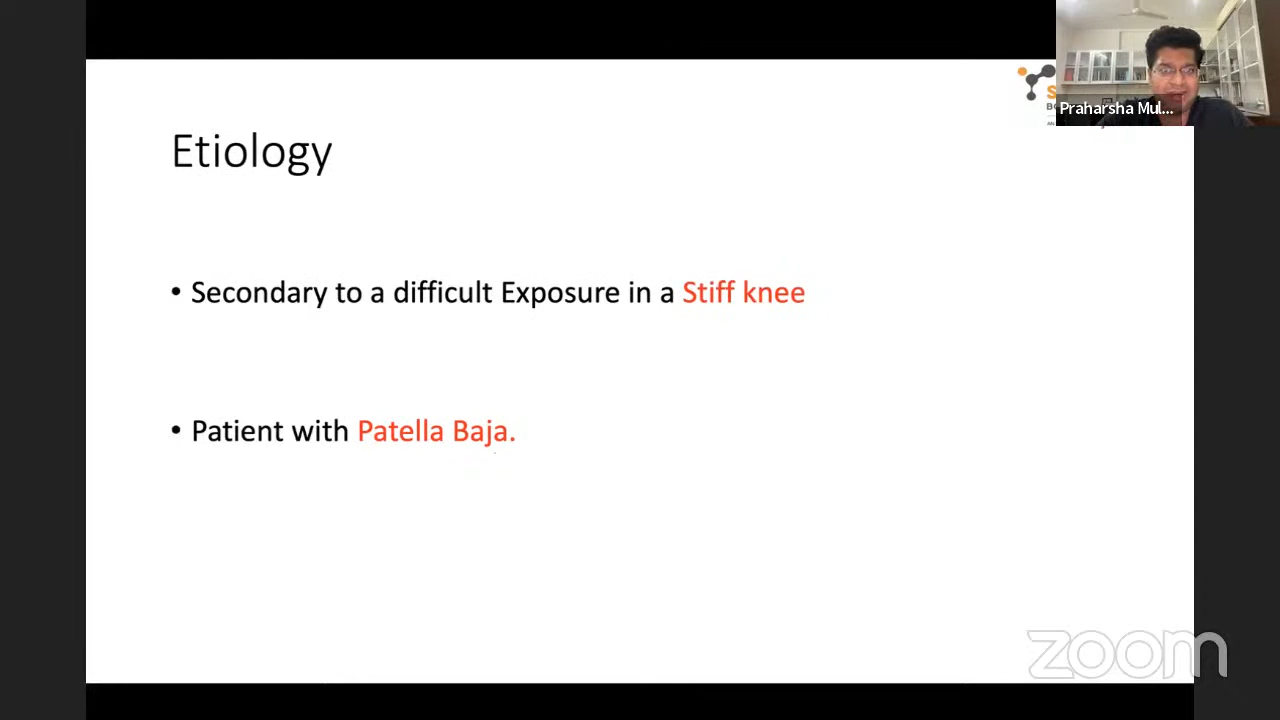 Praharsha Mul...
Etiology
• Secondary to a difficult Exposure in a Stiff knee
• Patient with Patella Baja.
zoom